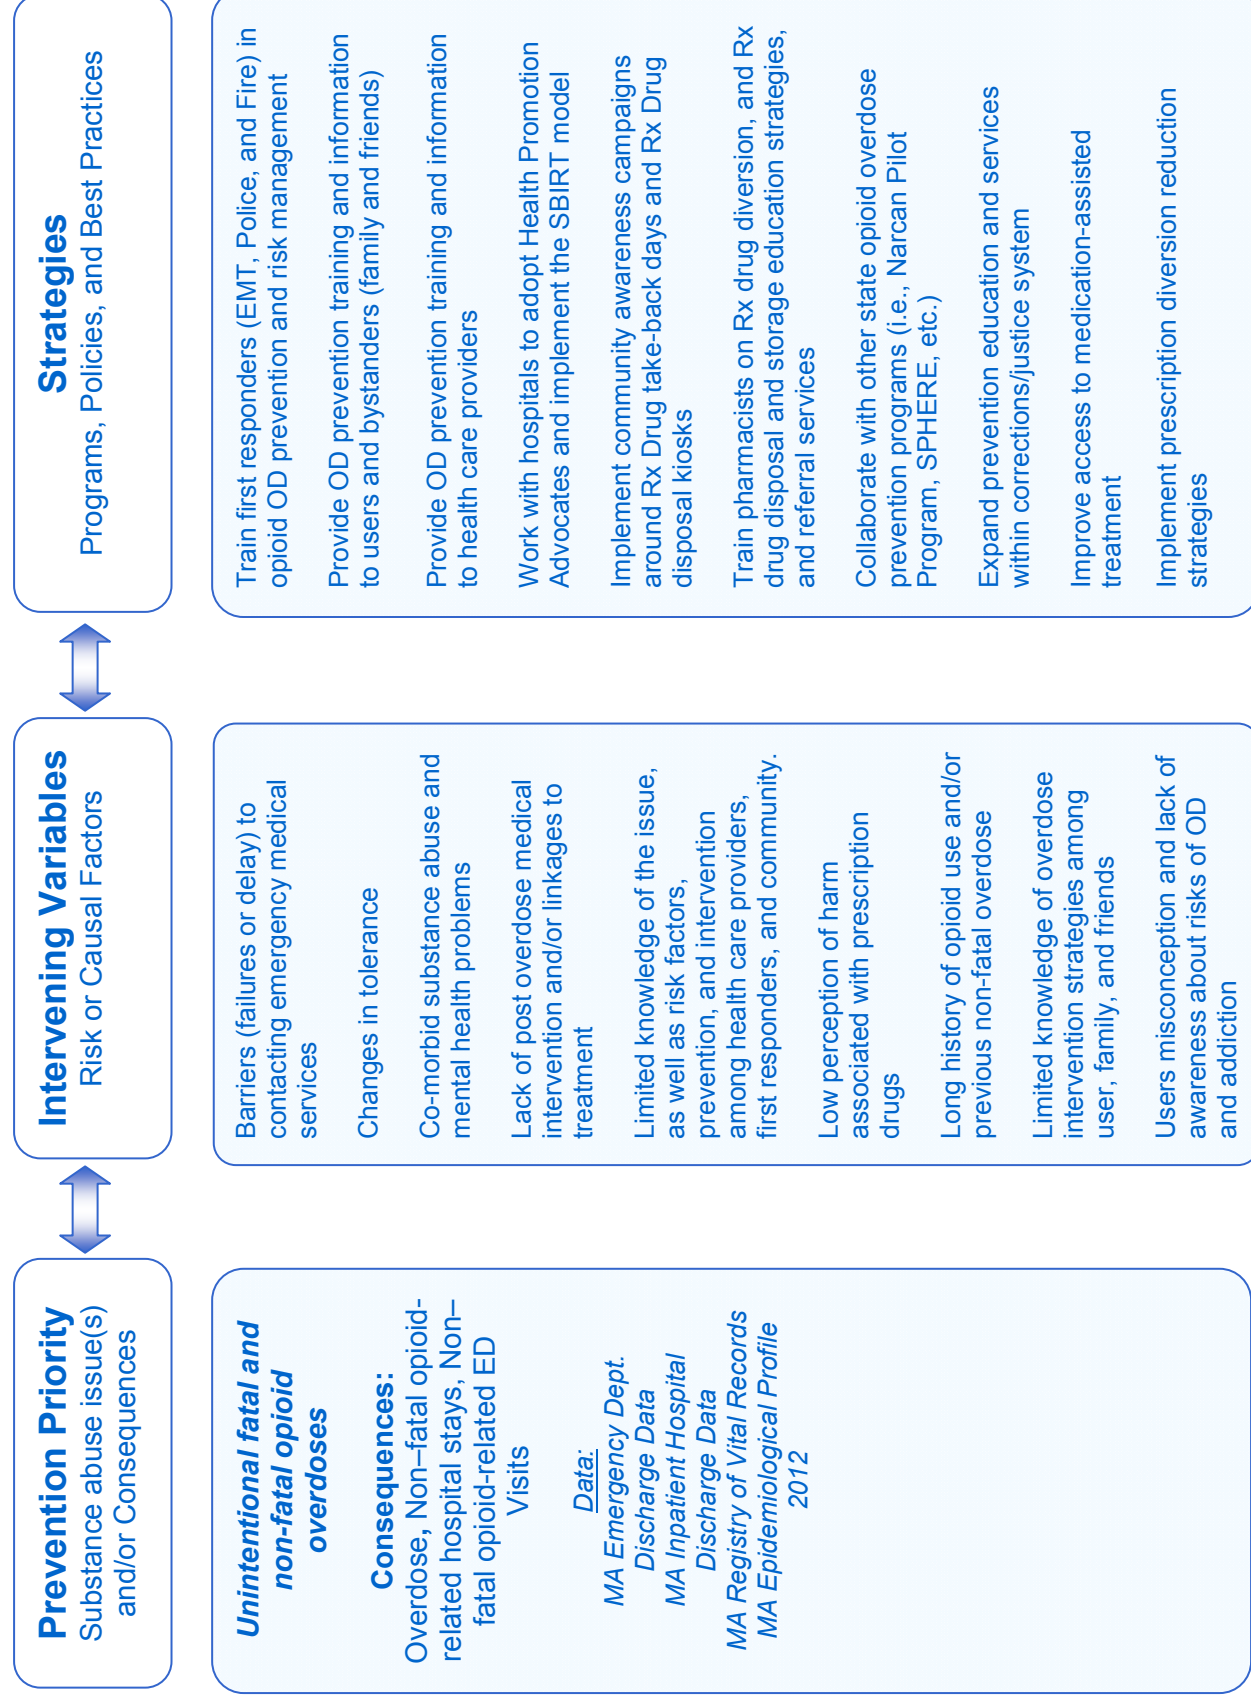 Prevention Priority
Substance abuse issue(s)
and/or Consequences
Unintentional fatal and
non-fatal opioid
overdoses
Consequences:
Overdose, Non–fatal opioid-
related hospital stays, Non–
fatal opioid-related ED
Visits
Data:
MA Emergency Dept.
Discharge Data
MA Inpatient Hospital
Discharge Data
MA Registry of Vital Records
MA Epidemiological Profile
2012
Intervening Variables
Risk or Causal Factors
Barriers (failures or delay) to
contacting emergency medical
services
Changes in tolerance
Co-morbid substance abuse and
mental health problems
Lack of post overdose medical
intervention and/or linkages to
treatment
Limited knowledge of the issue,
as well as risk factors,
prevention, and intervention
among health care providers,
first responders, and community.
Low perception of harm
associated with prescription
drugs
Long history of opioid use and/or
previous non-fatal overdose
Limited knowledge of overdose
intervention strategies among
user, family, and friends
Users misconception and lack of
awareness about risks of OD
and addiction
Strategies
Programs, Policies, and Best Practices
Train first responders (EMT, Police, and Fire) in
opioid OD prevention and risk management
Provide OD prevention training and information
to users and bystanders (family and friends)
Provide OD prevention training and information
to health care providers
Work with hospitals to adopt Health Promotion
Advocates and implement the SBIRT model
Implement community awareness campaigns
around Rx Drug take-back days and Rx Drug
disposal kiosks
Train pharmacists on Rx drug diversion, and Rx
drug disposal and storage education strategies,
and referral services
Collaborate with other state opioid overdose
prevention programs (i.e., Narcan Pilot
Program, SPHERE, etc.)
Expand prevention education and services
within corrections/justice system
Improve access to medication-assisted
treatment
Implement prescription diversion reduction
strategies